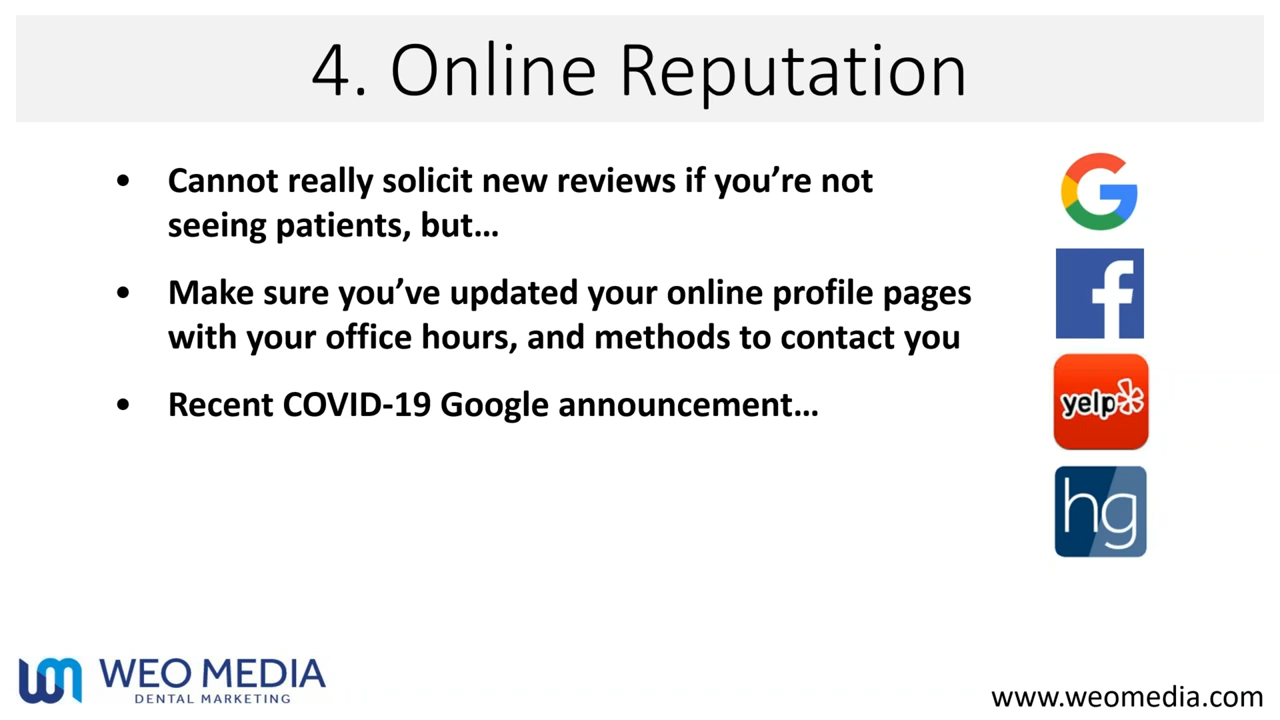 4. Online Reputation
• Cannot really solicit new reviews if you’re not
seeing patients, but...
• Make sure you’ve updated your online profile pages
with your office hours, and methods to contact you
• Recent COVID-19 Google announcement...
G
f
yelp
hg
WEO MEDIA
DENTAL MARKETING
www.weomedia.com